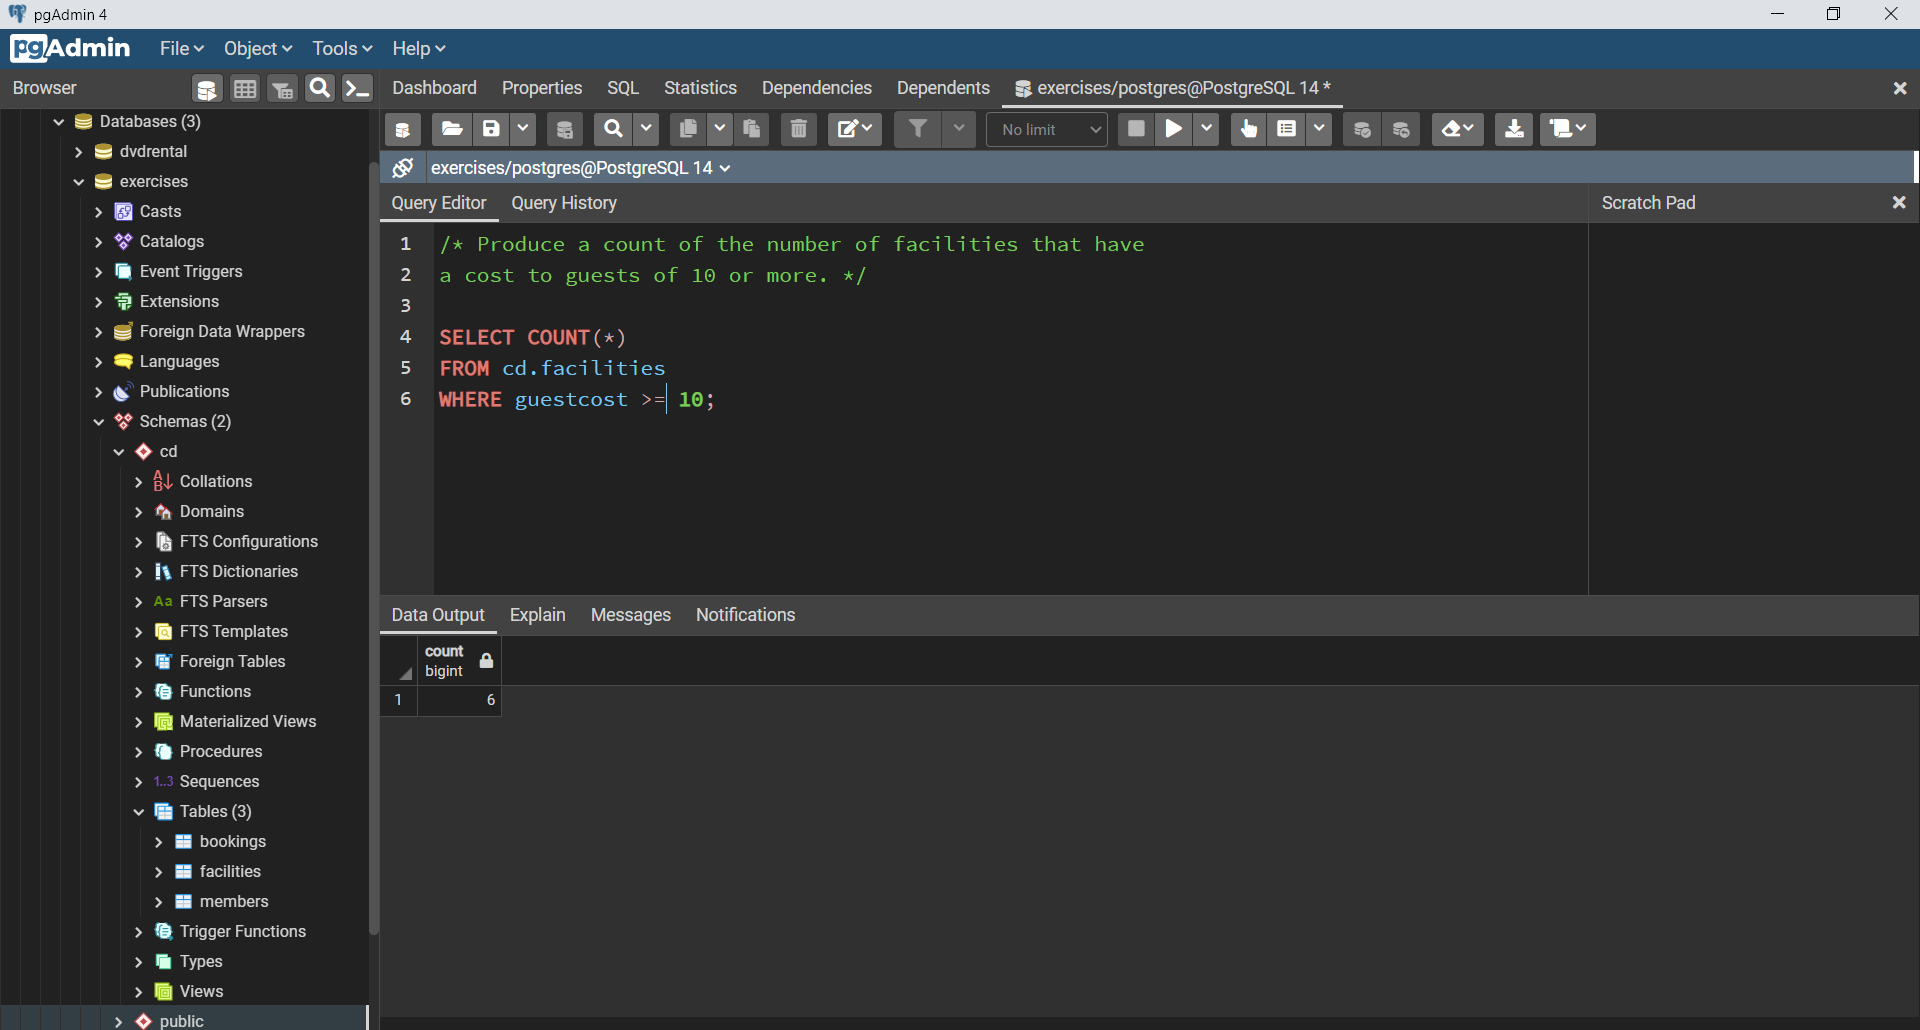 pgAdmin 4
pgAdmin File Object Tools Help
Browser
Dashboard Properties SQL Statistics Dependencies Dependents exercises/postgres@PostgreSQL 14 *
No limit
exercises/postgres@PostgreSQL 14
Query Editor Query History
Scratch Pad
Databases (3)
dvdrental
exercises
Casts
Catalogs
Event Triggers
Extensions
Foreign Data Wrappers
Languages
Publications
Schemas (2)
cd
Collations
Domains
FTS Configurations
FTS Dictionaries
Aa FTS Parsers
FTS Templates
Foreign Tables
Functions
Materialized Views
Procedures
1..3 Sequences
Tables (3)
bookings
facilities
members
Trigger Functions
Types
Views
public
1 /* Produce a count of the number of facilities that have
2 a cost to guests of 10 or more. */
3
4 SELECT COUNT(*)
5 FROM cd.facilities
6 WHERE guestcost >= 10;
Data Output Explain Messages Notifications
count
bigint
1 6